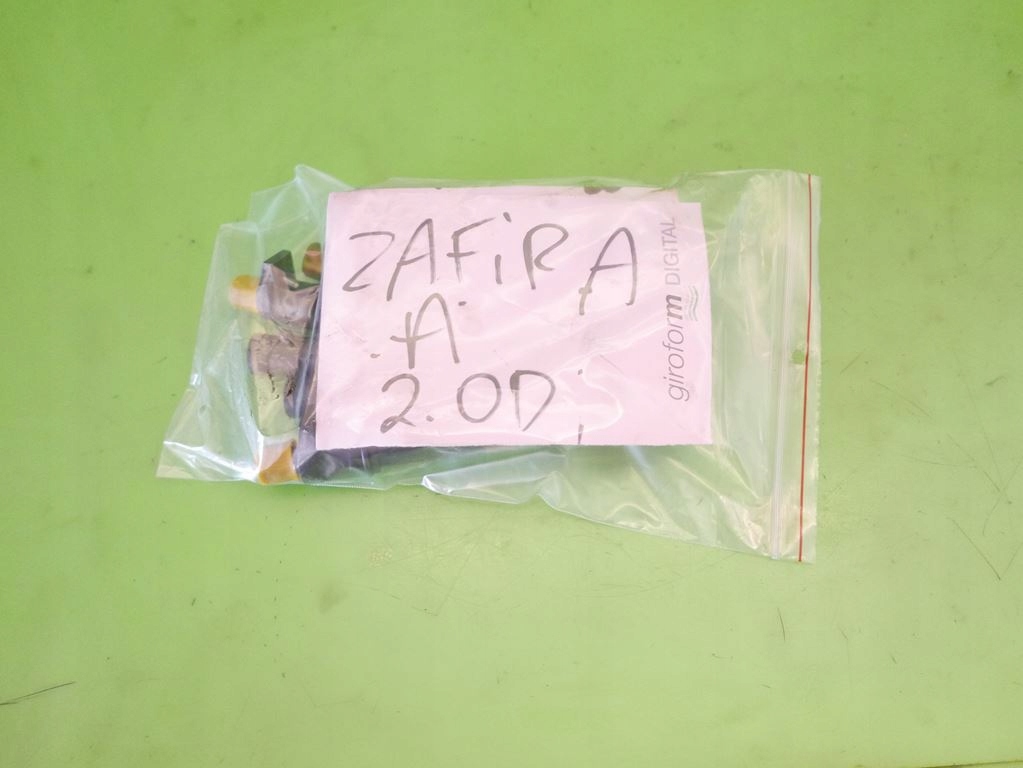 ZAFiRA
A
2.0D
giroform DIGITAL